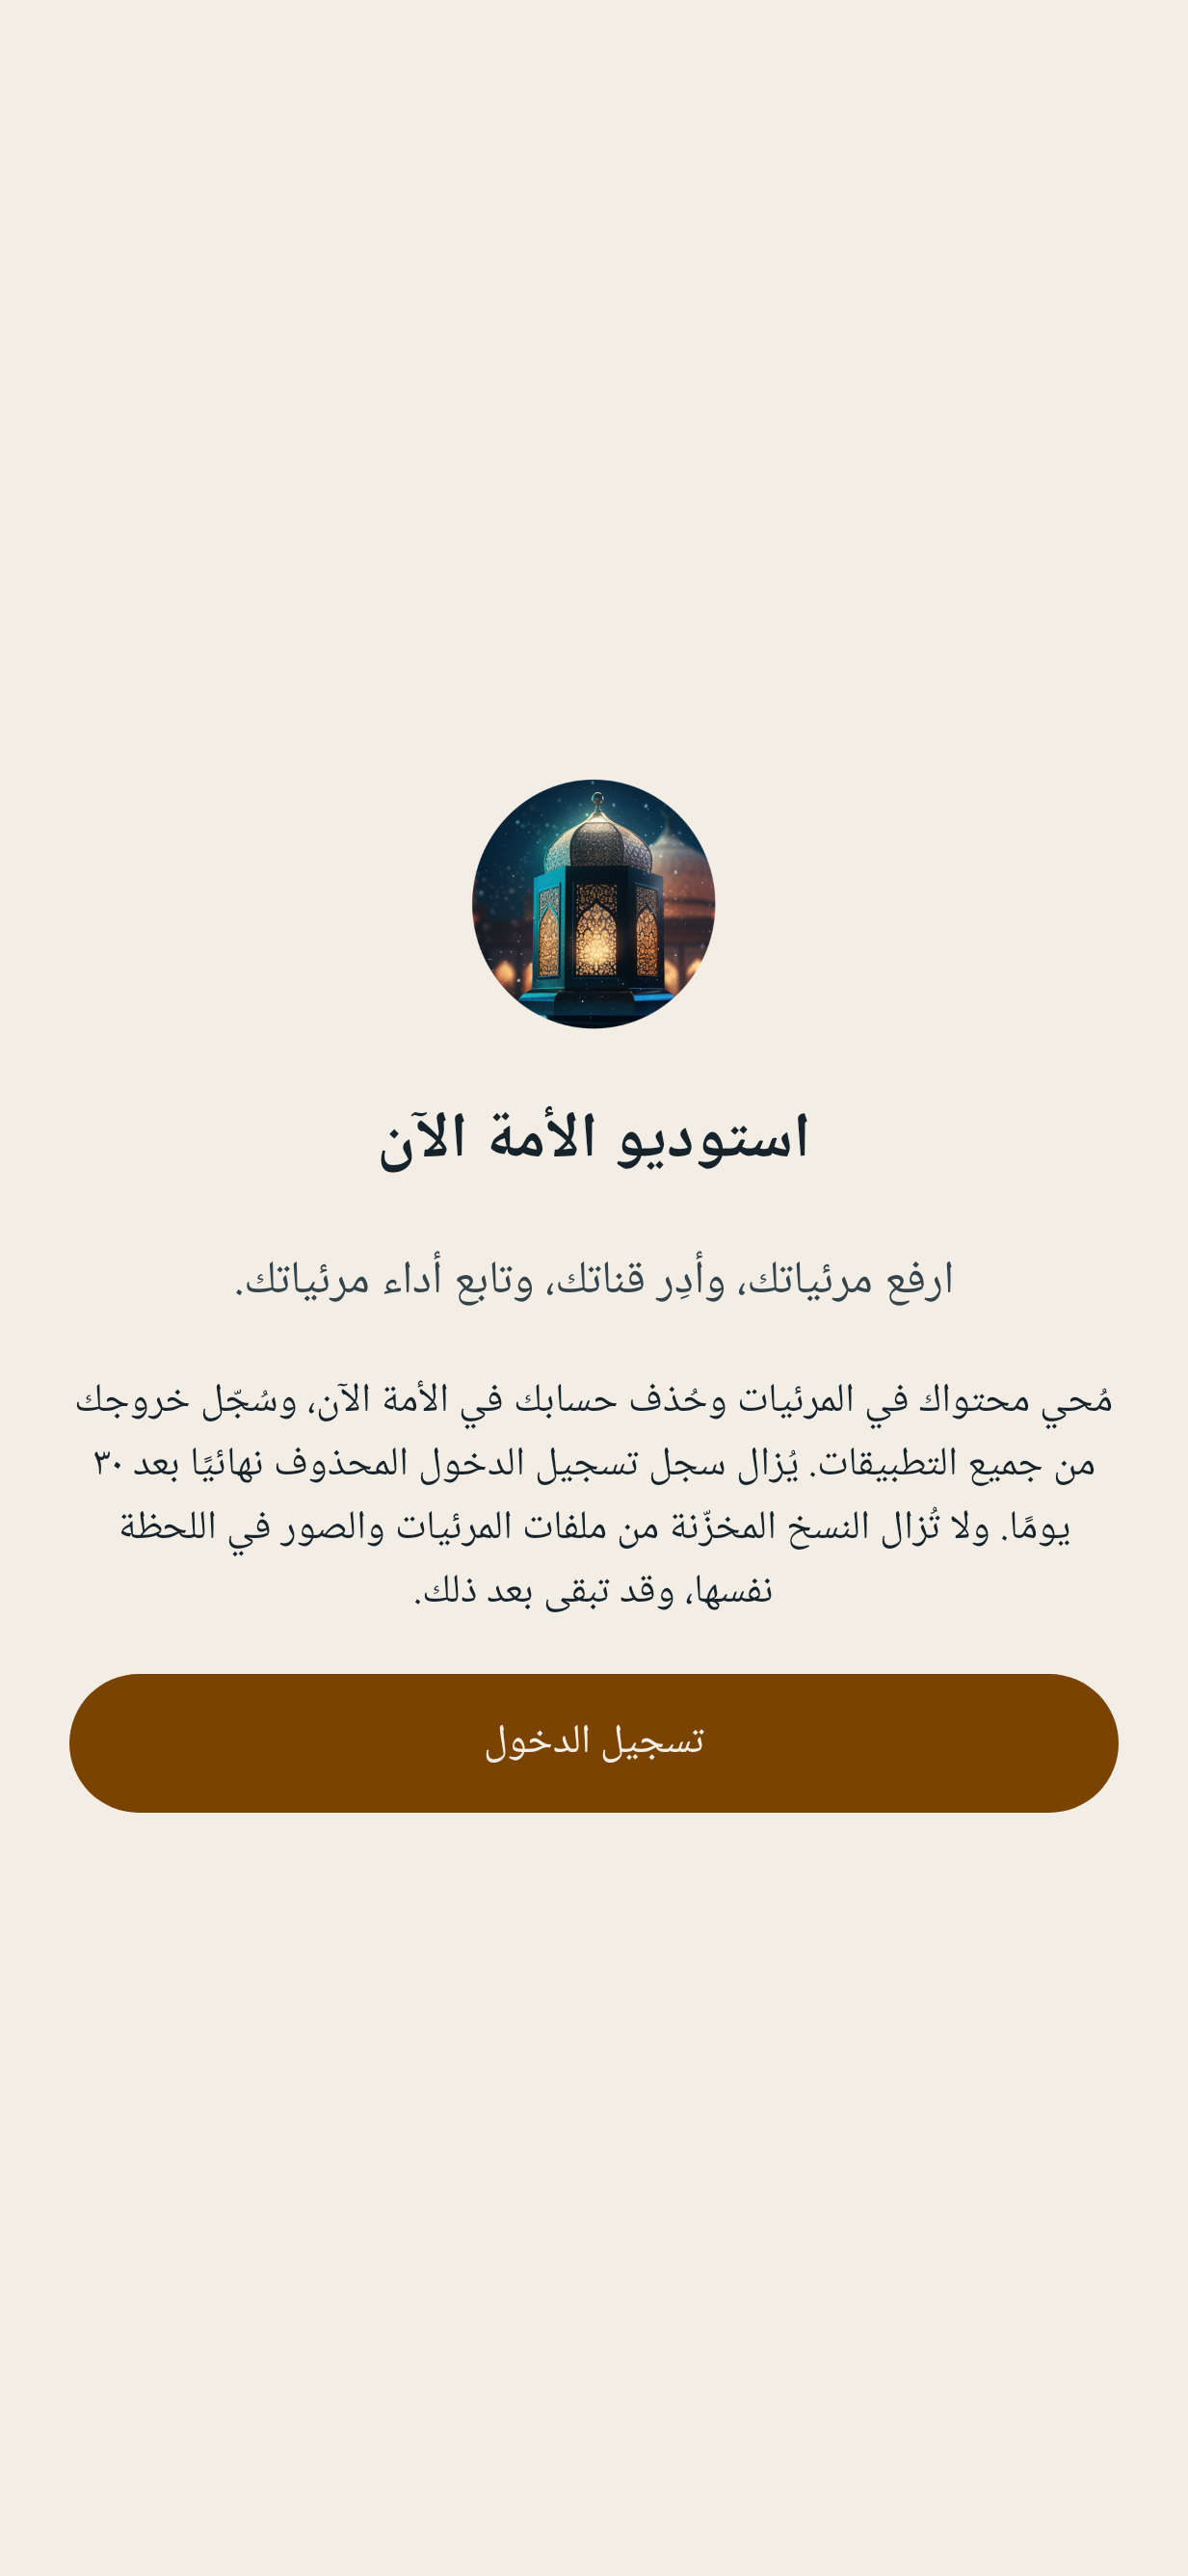 استوديو الأمة الآن
ارفع مرئياتك، وأدِر قناتك، وتابع أداء مرئياتك.
مُحي محتواك في المرئيات وحُذف حسابك في الأمة الآن، وسُجّل خروجك
من جميع التطبيقات. يُزال سجل تسجيل الدخول المحذوف نهائيًا بعد ٣٠
يومًا. ولا تُزال النسخ المخزّنة من ملفات المرئيات والصور في اللحظة
نفسها، وقد تبقى بعد ذلك.
تسجيل الدخول